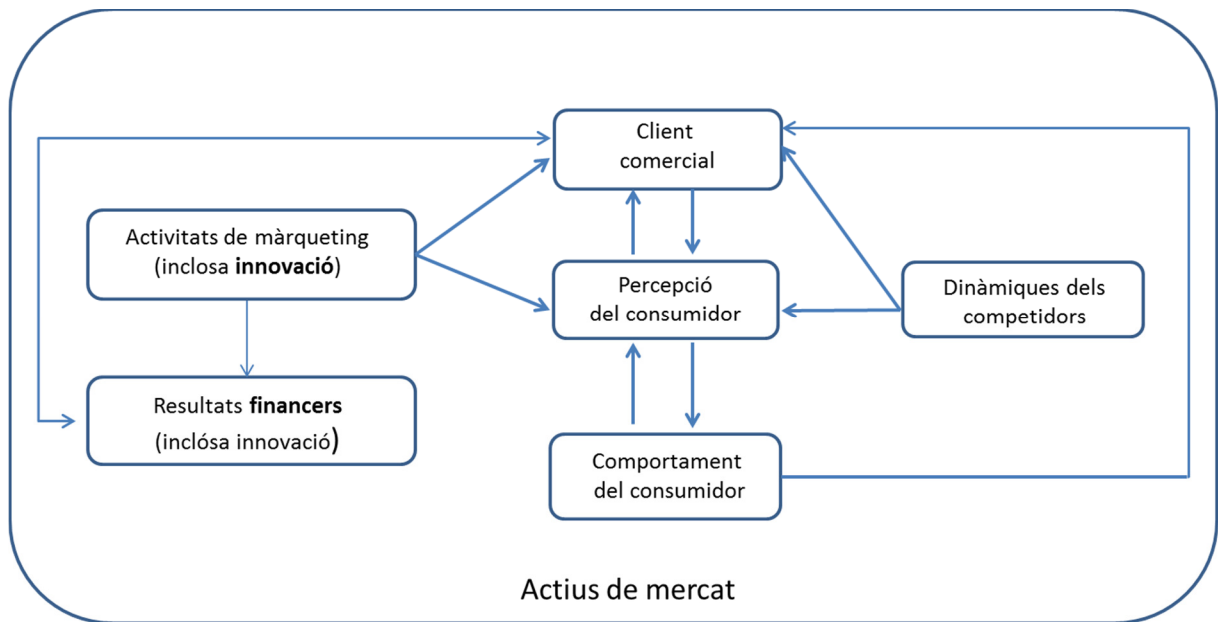 Client
comercial
Activitats de màrqueting
(inclosa innovació)
Percepció
del consumidor
Dinàmiques dels
competidors
Resultats financers
(inclósa innovació)
Comportament
del consumidor
Actius de mercat